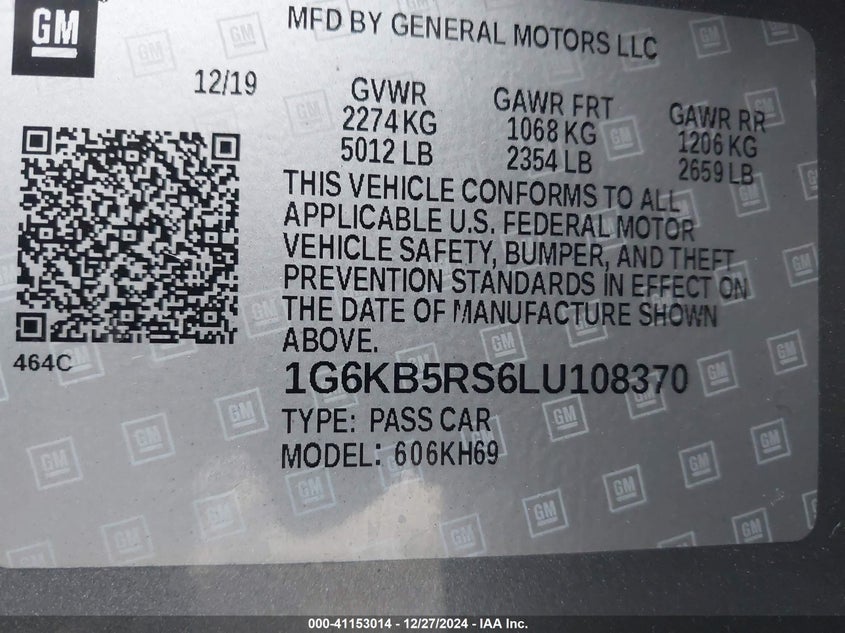 GM
MFD BY GENERAL MOTORS LLC
12/19
GVWR
2274 KG
5012 LB
GAWR FRT
1068 KG
2354 LB
GAWR RR
1206 KG
2659 LB
THIS VEHICLE CONFORMS TO ALL
APPLICABLE U.S. FEDERAL MOTOR
VEHICLE SAFETY, BUMPER, AND THEFT
PREVENTION STANDARDS IN EFFECT ON
THE DATE OF MANUFACTURE SHOWN
ABOVE.
464C
1G6KB5RS6LU108370
TYPE: PASS CAR
MODEL: 606KH69
000-41153014 - 12/27/2024 - IAA Inc.